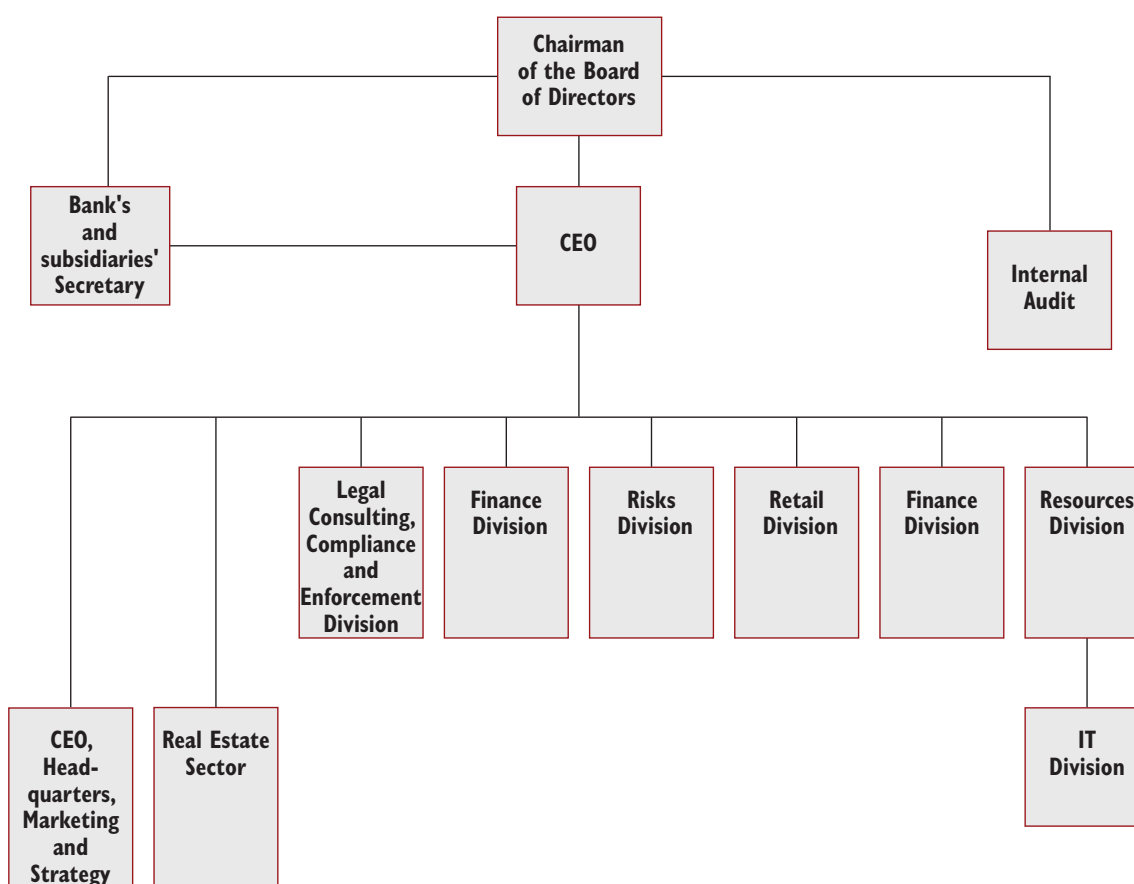 Chairman
of the Board
of Directors
Bank's
and
subsidiaries'
Secretary
CEO
Internal
Audit
Legal
Consulting,
Compliance
and
Enforcement
Division
Finance
Division
Risks
Division
Retail
Division
Finance
Division
Resources
Division
CEO,
Head-
quarters,
Marketing
and
Strategy
Real Estate
Sector
IT
Division